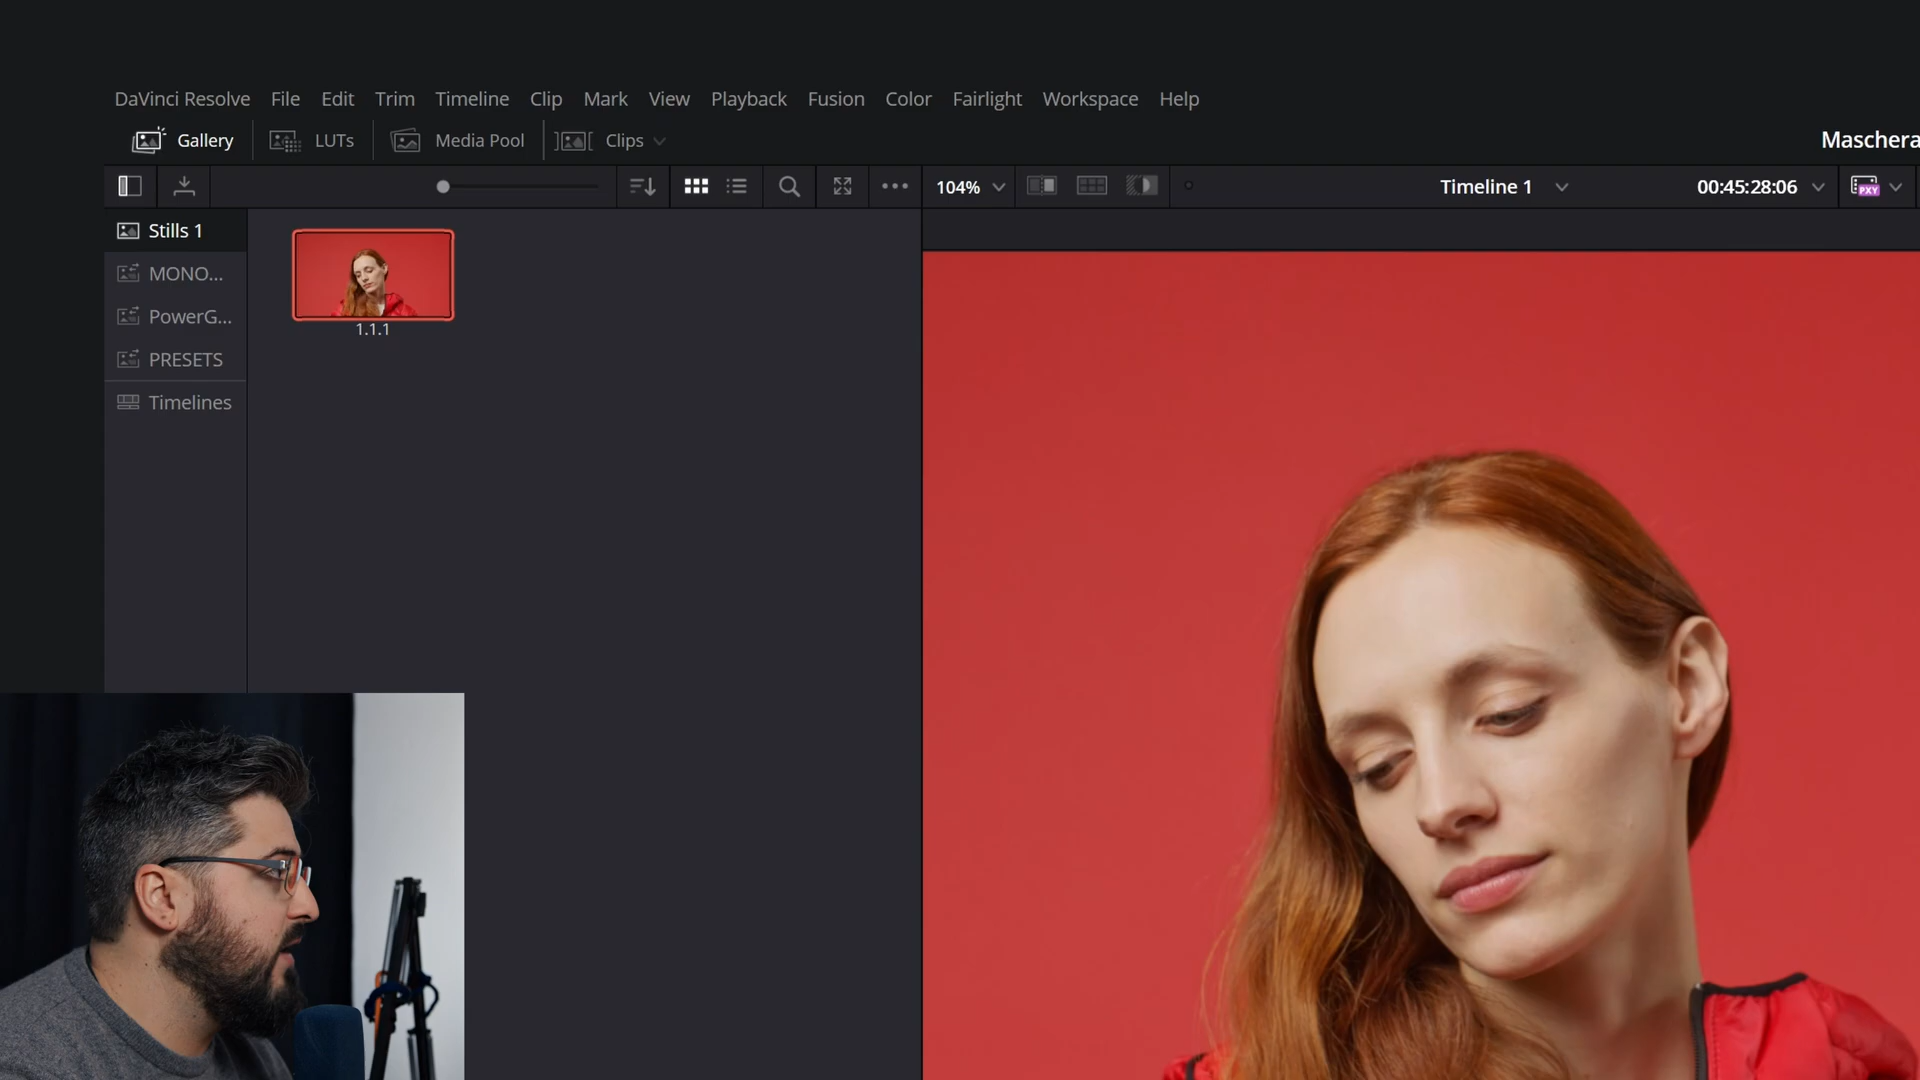 DaVinci Resolve File Edit Trim Timeline Clip Mark View Playback Fusion Color Fairlight Workspace Help
Gallery LUTs Media Pool Clips Maschera
104% Timeline 1 00:45:28:06 PXY
Stills 1
MONO...
PowerG...
PRESETS
Timelines
1.1.1